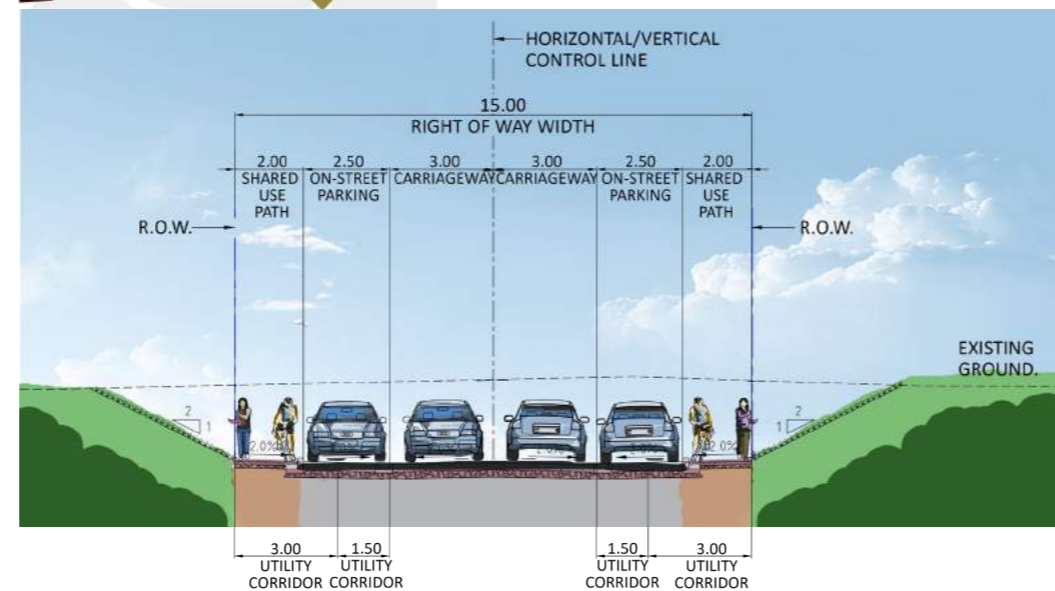 HORIZONTAL/VERTICAL
CONTROL LINE
15.00
RIGHT OF WAY WIDTH
2.00 2.50 3.00 3.00 2.50 2.00
SHARED ON-STREET CARRIAGEWAY CARRIAGEWAY ON-STREET SHARED
USE PARKING PARKING USE
PATH PATH
R.O.W. R.O.W.
EXISTING
GROUND.
2 2
1 1
2.0% 2.0%
3.00 1.50 1.50 3.00
UTILITY UTILITY UTILITY UTILITY
CORRIDOR CORRIDOR CORRIDOR CORRIDOR